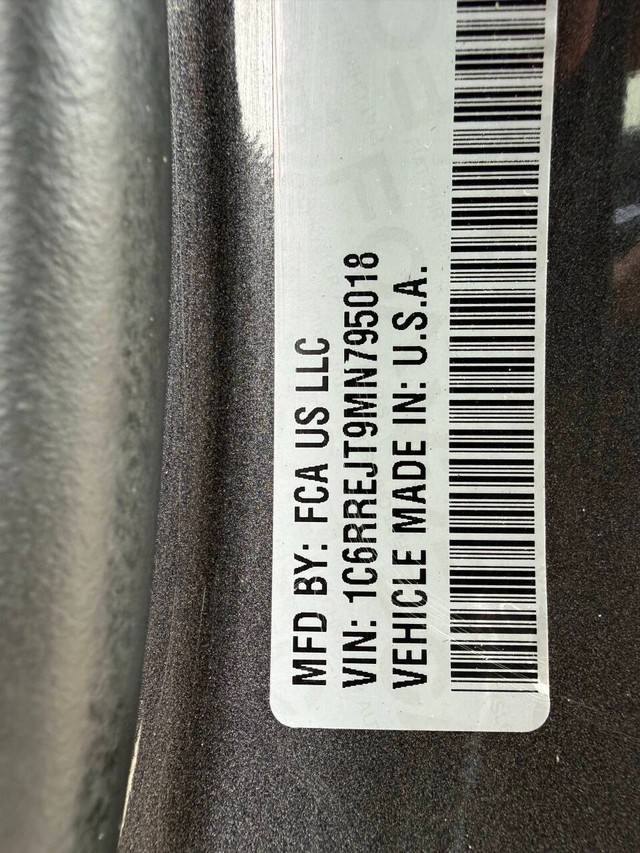 MFD BY: FCA US LLC
VIN: 1C6RREJT9MN795018
VEHICLE MADE IN: U.S.A.